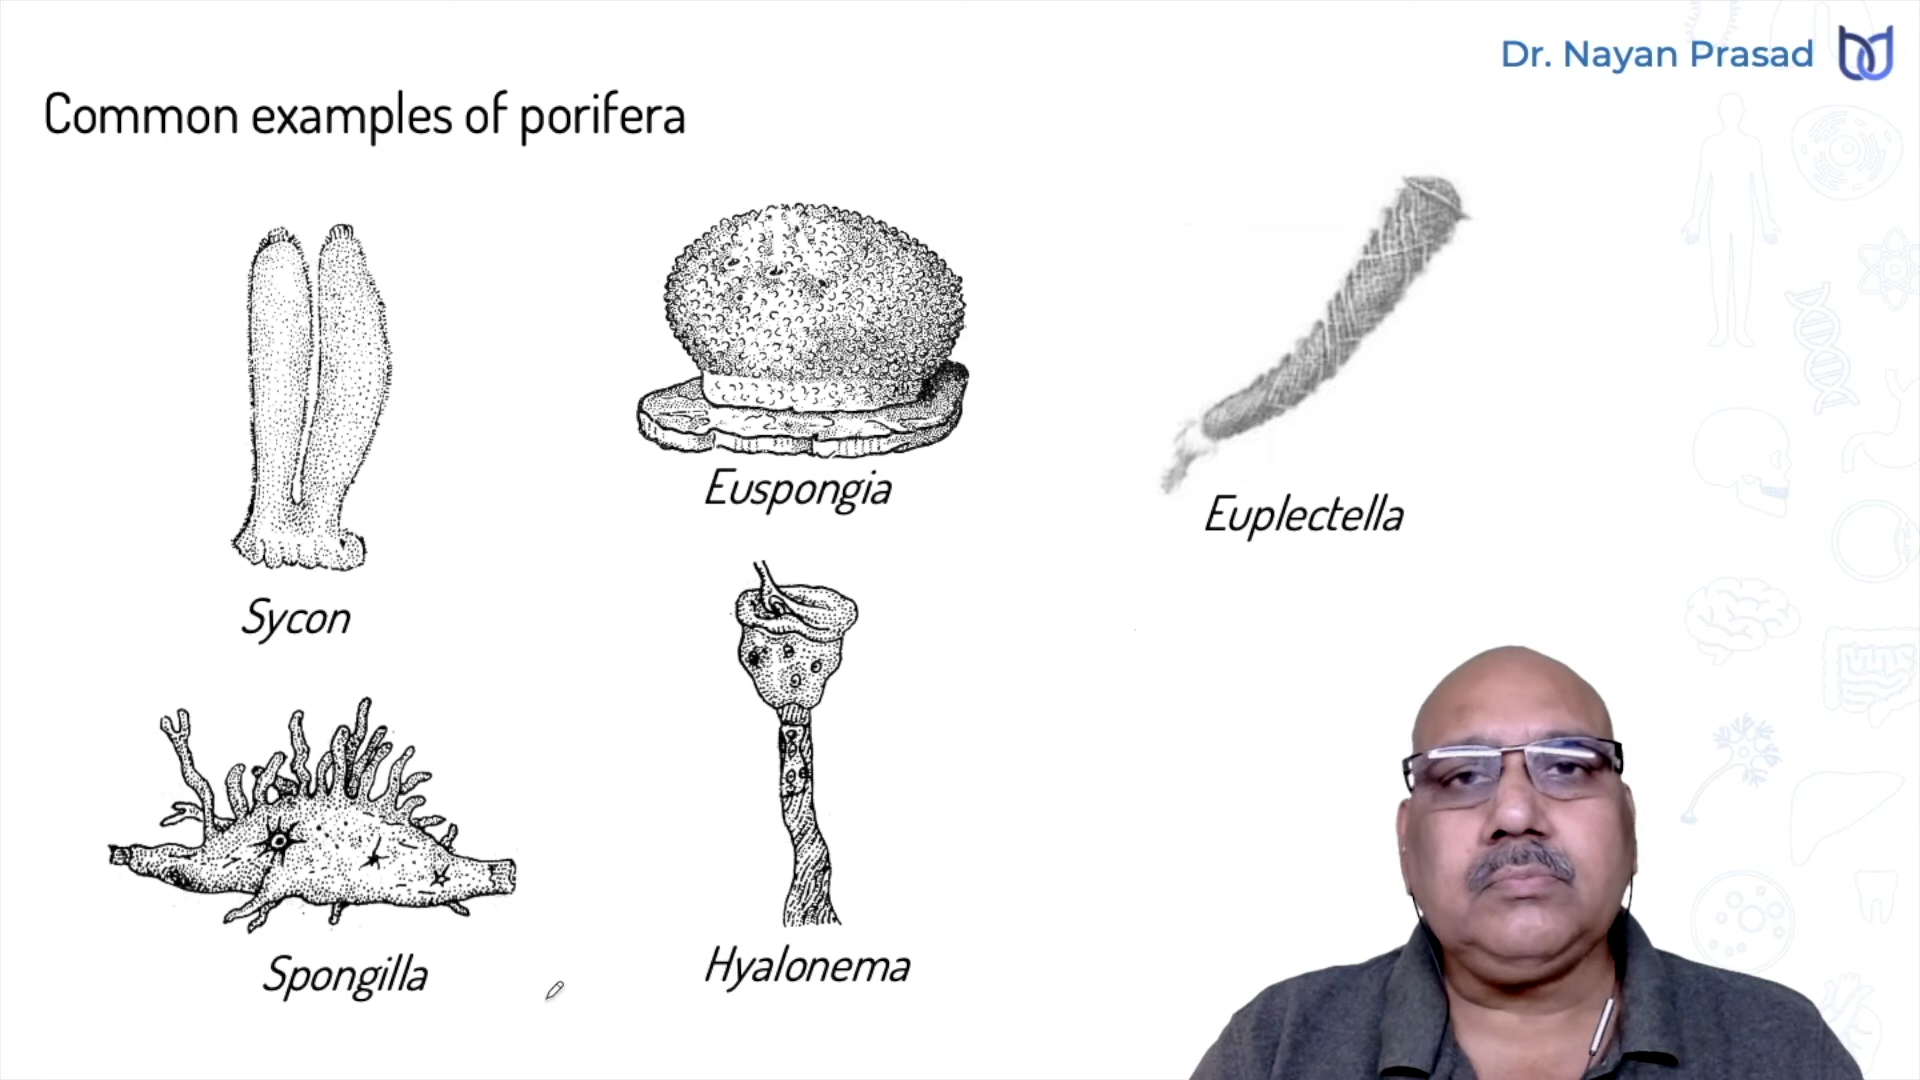 Dr. Nayan Prasad
Common examples of porifera
Euspongia
Euplectella
Sycon
Spongilla
Hyalonema